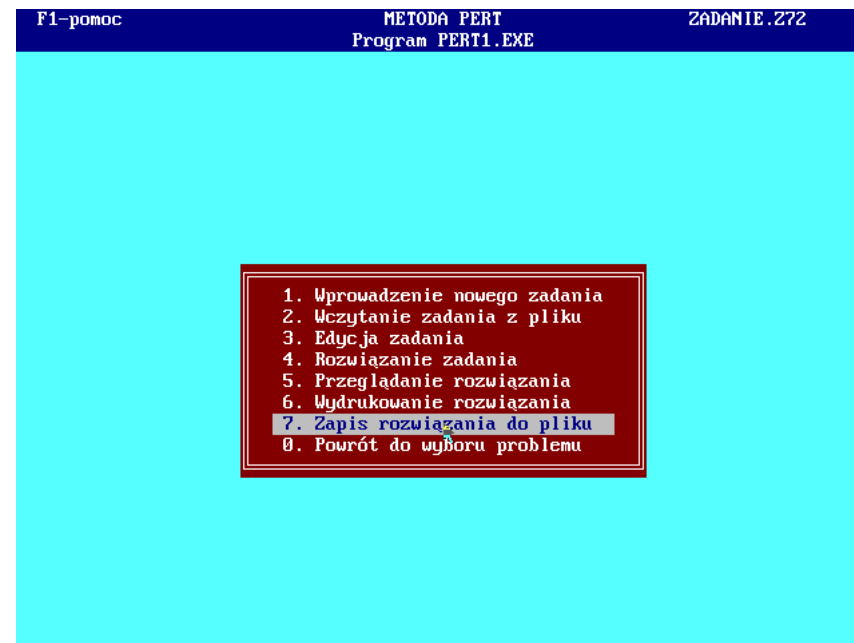 F1-pomoc METODA PERT ZADANIE.Z72
Program PERT1.EXE
1. Wprowadzenie nowego zadania
2. Wczytanie zadania z pliku
3. Edycja zadania
4. Rozwiązanie zadania
5. Przeglądanie rozwiązania
6. Wydrukowanie rozwiązania
7. Zapis rozwiązania do pliku
0. Powrót do wyboru problemu